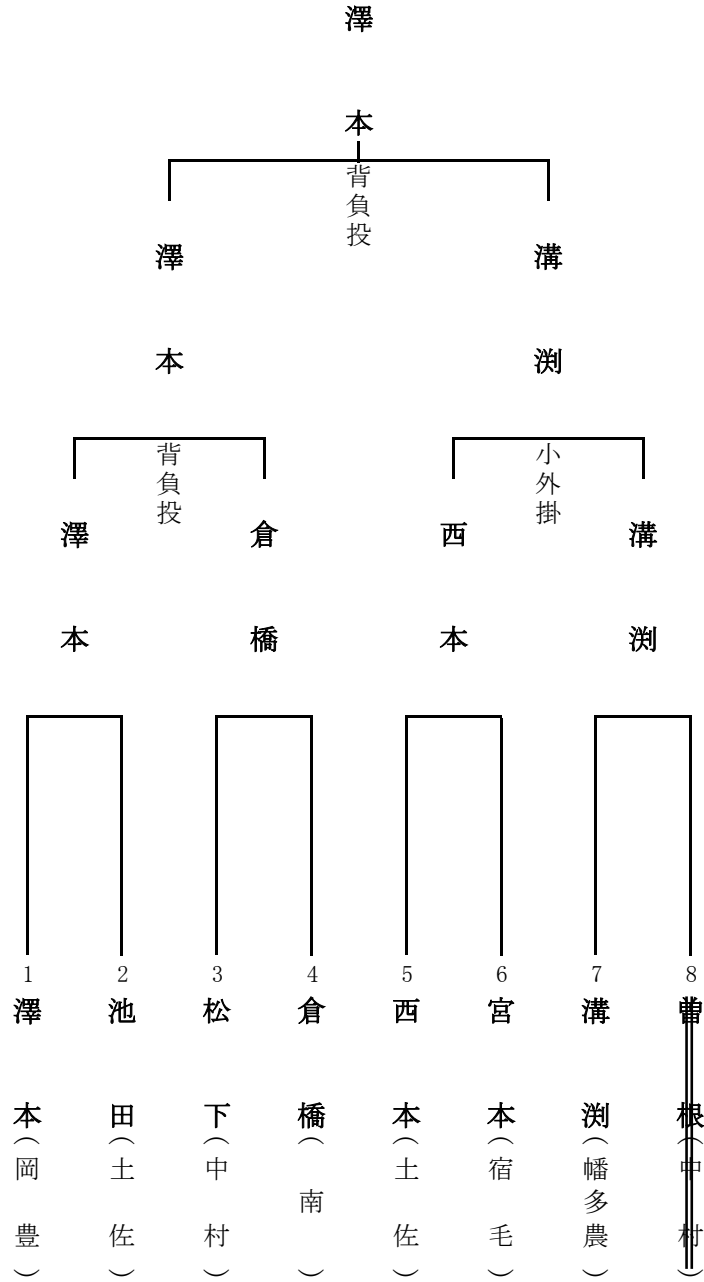 澤本
背負投
澤本
溝渕
背負投
小外掛
澤本
倉橋
西本
溝渕
1 澤本（岡豊）
2 池田（土佐）
3 松下（中村）
4 倉橋（南）
5 西本（土佐）
6 宮本（宿毛）
7 溝渕（幡多農）
8 曽根（中村）